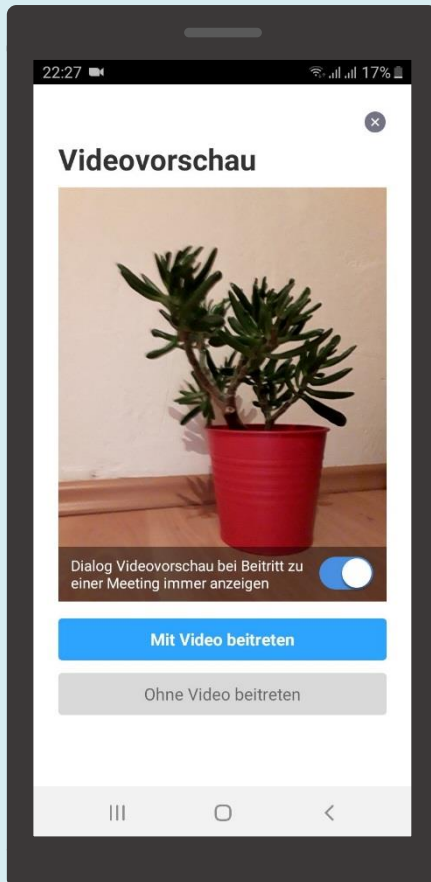 22:27
17%
Videovorschau
Dialog Videovorschau bei Beitritt zu
einer Meeting immer anzeigen
Mit Video beitreten
Ohne Video beitreten